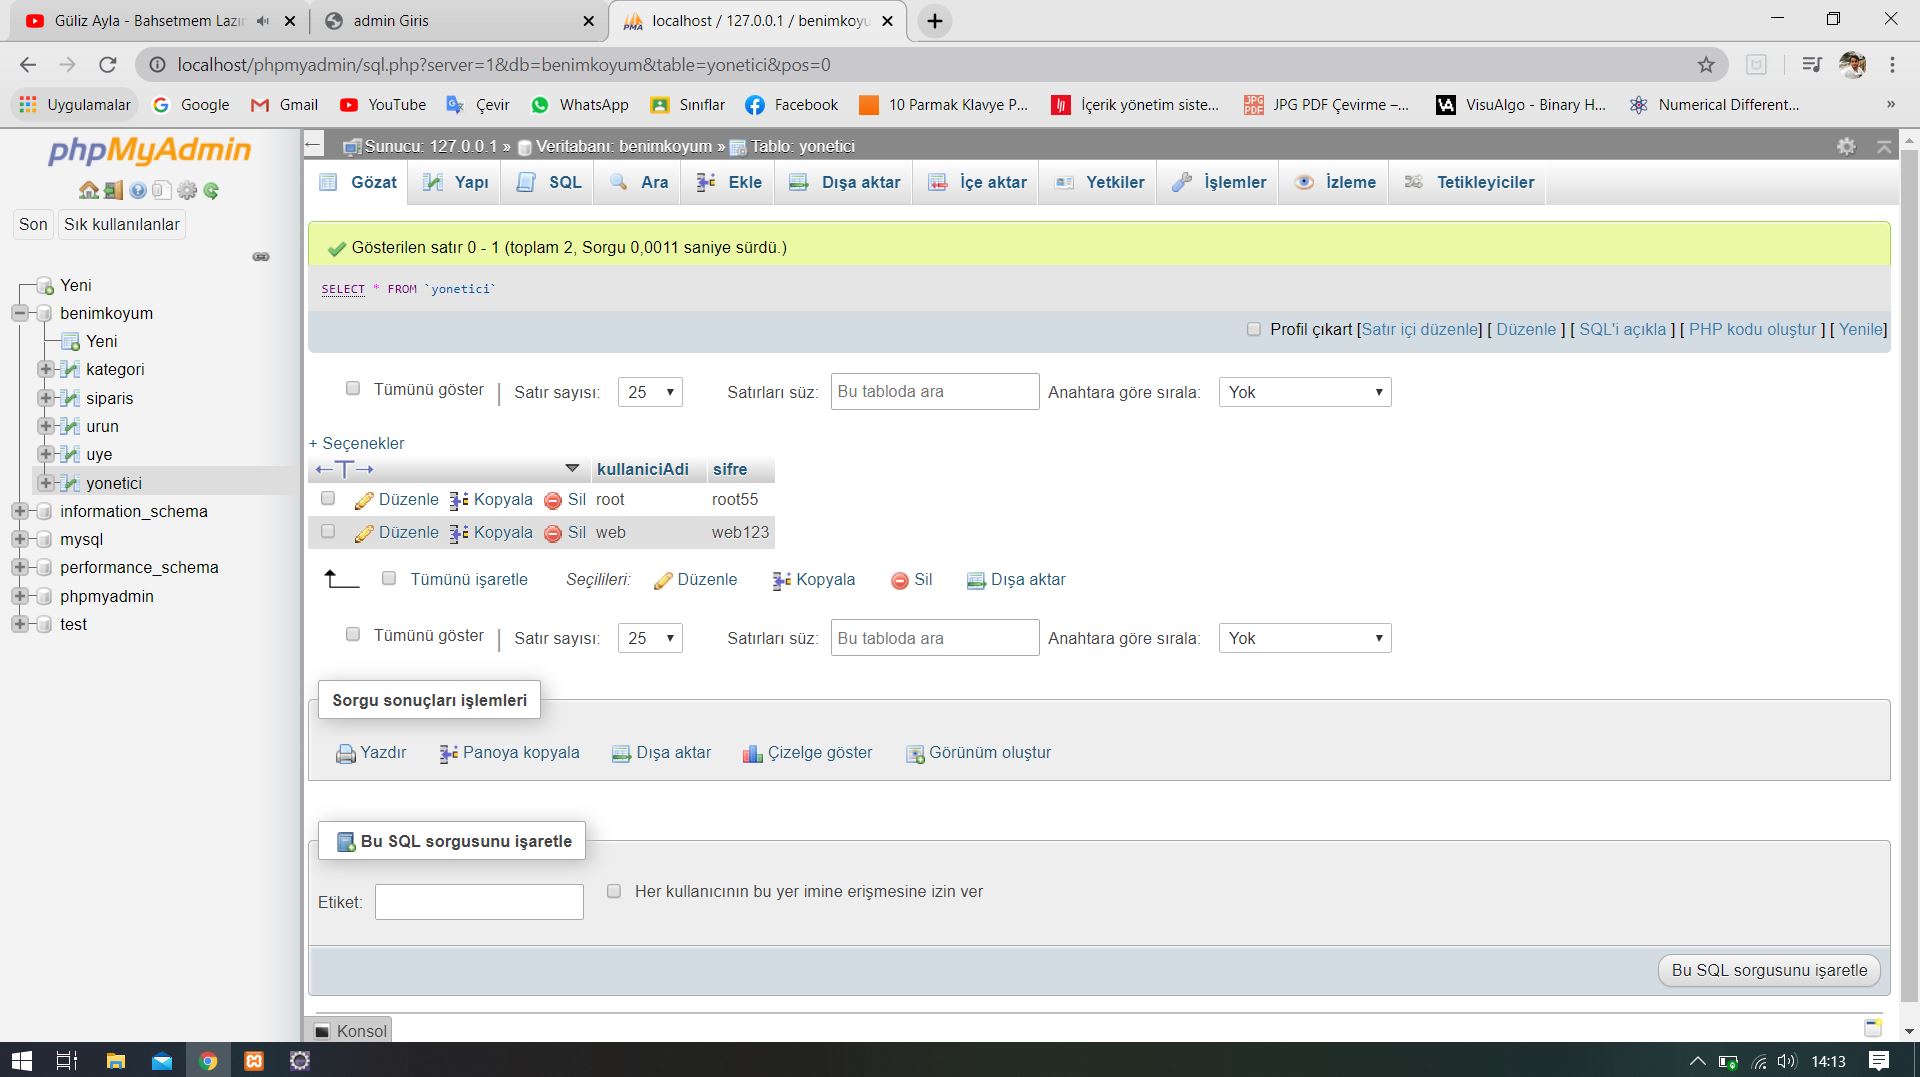 Güliz Ayla - Bahsetmem Lazı
admin Giris
localhost / 127.0.0.1 / benimkoyu
localhost/phpmyadmin/sql.php?server=1&db=benimkoyum&table=yonetici&pos=0
Uygulamalar Google Gmail YouTube Çevir WhatsApp Sınıflar Facebook 10 Parmak Klavye P... İçerik yönetim siste... JPG PDF Çevirme –... VisuAlgo - Binary H... Numerical Different... »
phpMyAdmin
Son Sık kullanılanlar
Yeni
benimkoyum
Yeni
kategori
siparis
urun
uye
yonetici
information_schema
mysql
performance_schema
phpmyadmin
test
Sunucu: 127.0.0.1 » Veritabanı: benimkoyum » Tablo: yonetici
Gözat Yapı SQL Ara Ekle Dışa aktar İçe aktar Yetkiler İşlemler İzleme Tetikleyiciler
Gösterilen satır 0 - 1 (toplam 2, Sorgu 0,0011 saniye sürdü.)
SELECT * FROM `yonetici`
Profil çıkart [Satır içi düzenle] [ Düzenle ] [ SQL'i açıkla ] [ PHP kodu oluştur ] [ Yenile]
Tümünü göster | Satır sayısı: 25 Satırları süz: Bu tabloda ara Anahtara göre sırala: Yok
+ Seçenekler
←T→ kullaniciAdi sifre
Düzenle Kopyala Sil root root55
Düzenle Kopyala Sil web web123
Tümünü işaretle Seçilileri: Düzenle Kopyala Sil Dışa aktar
Tümünü göster | Satır sayısı: 25 Satırları süz: Bu tabloda ara Anahtara göre sırala: Yok
Sorgu sonuçları işlemleri
Yazdır Panoya kopyala Dışa aktar Çizelge göster Görünüm oluştur
Bu SQL sorgusunu işaretle
Etiket: Her kullanıcının bu yer imine erişmesine izin ver
Bu SQL sorgusunu işaretle
Konsol
14:13